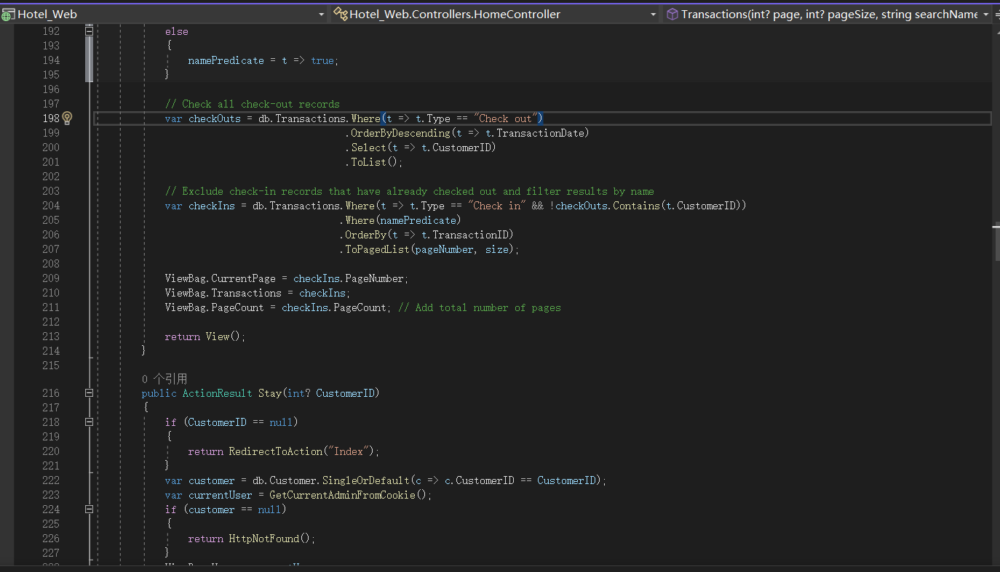 Hotel_Web Hotel_Web.Controllers.HomeController Transactions(int? page, int? pageSize, string searchName
192 else
193 {
194 namePredicate = t => true;
195 }
196
197 // Check all check-out records
198 var checkOuts = db.Transactions.Where(t => t.Type == "Check out")
199 .OrderByDescending(t => t.TransactionDate)
200 .Select(t => t.CustomerID)
201 .ToList();
202
203 // Exclude check-in records that have already checked out and filter results by name
204 var checkIns = db.Transactions.Where(t => t.Type == "Check in" && !checkOuts.Contains(t.CustomerID))
205 .Where(namePredicate)
206 .OrderBy(t => t.TransactionID)
207 .ToPagedList(pageNumber, size);
208
209 ViewBag.CurrentPage = checkIns.PageNumber;
210 ViewBag.Transactions = checkIns;
211 ViewBag.PageCount = checkIns.PageCount; // Add total number of pages
212
213 return View();
214 }
215
0 个引用
216 public ActionResult Stay(int? CustomerID)
217 {
218 if (CustomerID == null)
219 {
220 return RedirectToAction("Index");
221 }
222 var customer = db.Customer.SingleOrDefault(c => c.CustomerID == CustomerID);
223 var currentUser = GetCurrentAdminFromCookie();
224 if (customer == null)
225 {
226 return HttpNotFound();
227 }